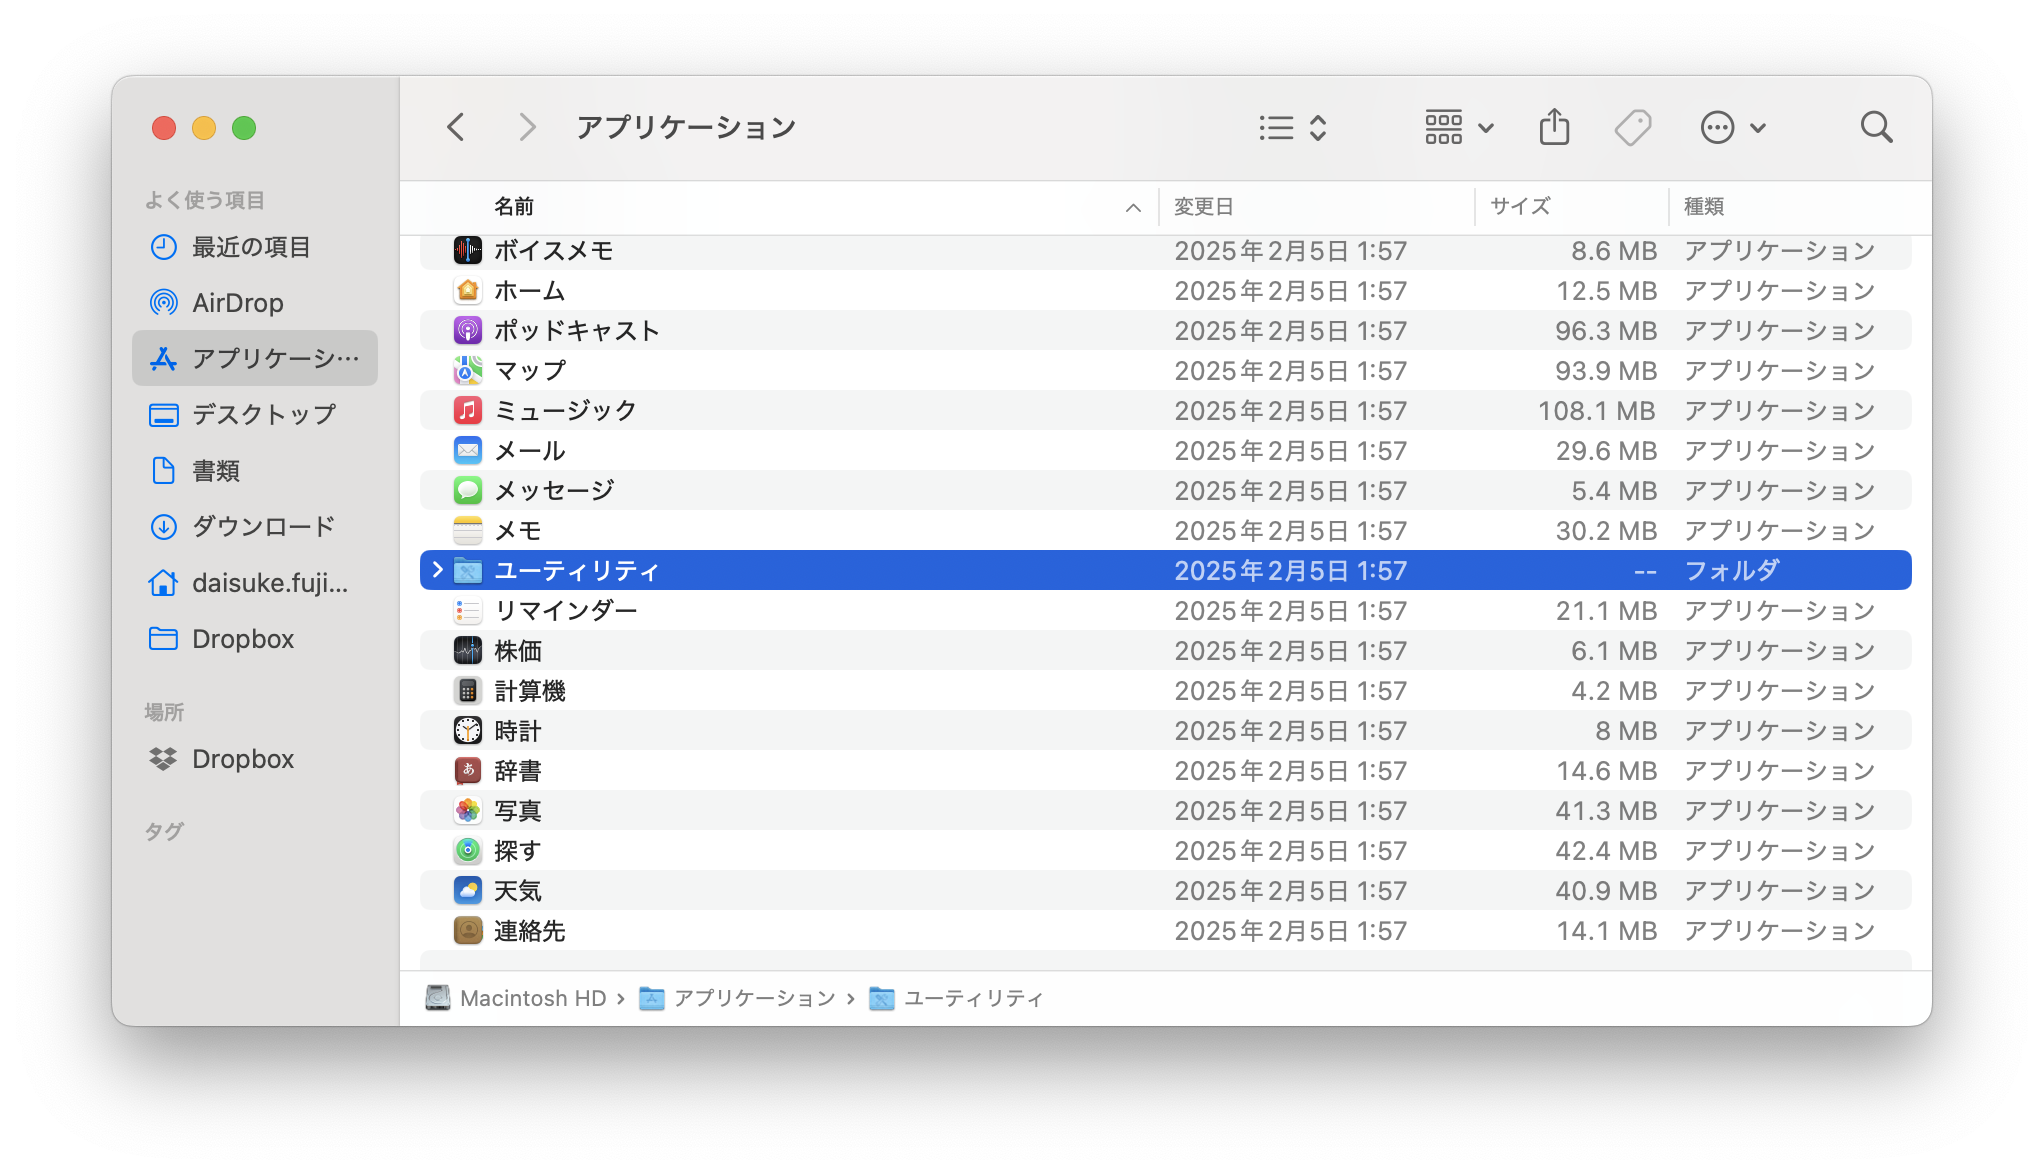 アプリケーション
よく使う項目
最近の項目
AirDrop
アプリケーシ…
デスクトップ
書類
ダウンロード
daisuke.fuji...
Dropbox
場所
Dropbox
タグ
名前 変更日 サイズ 種類
ボイスメモ 2025年2月5日 1:57 8.6 MB アプリケーション
ホーム 2025年2月5日 1:57 12.5 MB アプリケーション
ポッドキャスト 2025年2月5日 1:57 96.3 MB アプリケーション
マップ 2025年2月5日 1:57 93.9 MB アプリケーション
ミュージック 2025年2月5日 1:57 108.1 MB アプリケーション
メール 2025年2月5日 1:57 29.6 MB アプリケーション
メッセージ 2025年2月5日 1:57 5.4 MB アプリケーション
メモ 2025年2月5日 1:57 30.2 MB アプリケーション
ユーティリティ 2025年2月5日 1:57 -- フォルダ
リマインダー 2025年2月5日 1:57 21.1 MB アプリケーション
株価 2025年2月5日 1:57 6.1 MB アプリケーション
計算機 2025年2月5日 1:57 4.2 MB アプリケーション
時計 2025年2月5日 1:57 8 MB アプリケーション
辞書 2025年2月5日 1:57 14.6 MB アプリケーション
写真 2025年2月5日 1:57 41.3 MB アプリケーション
探す 2025年2月5日 1:57 42.4 MB アプリケーション
天気 2025年2月5日 1:57 40.9 MB アプリケーション
連絡先 2025年2月5日 1:57 14.1 MB アプリケーション
Macintosh HD › アプリケーション › ユーティリティ